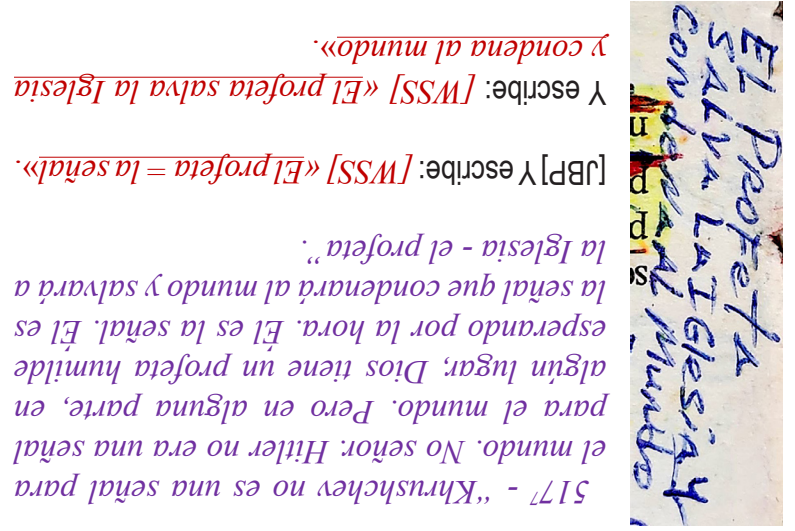 517 - "Khrushchev no es una señal para
el mundo. No señor. Hitler no era una señal
para el mundo. Pero en alguna parte, en
algún lugar, Dios tiene un profeta humilde
esperando por la hora. Él es la señal. Él es
la señal que condenará al mundo y salvará a
la Iglesia - el profeta".
[JBP] Y escribe: [WSS] «El profeta = la señal».
Y escribe: [WSS] «El profeta salva la Iglesia
y condena al mundo».
EL PROFetA
SALVA LA IGlesiA Y
CONdenA AL Mundo